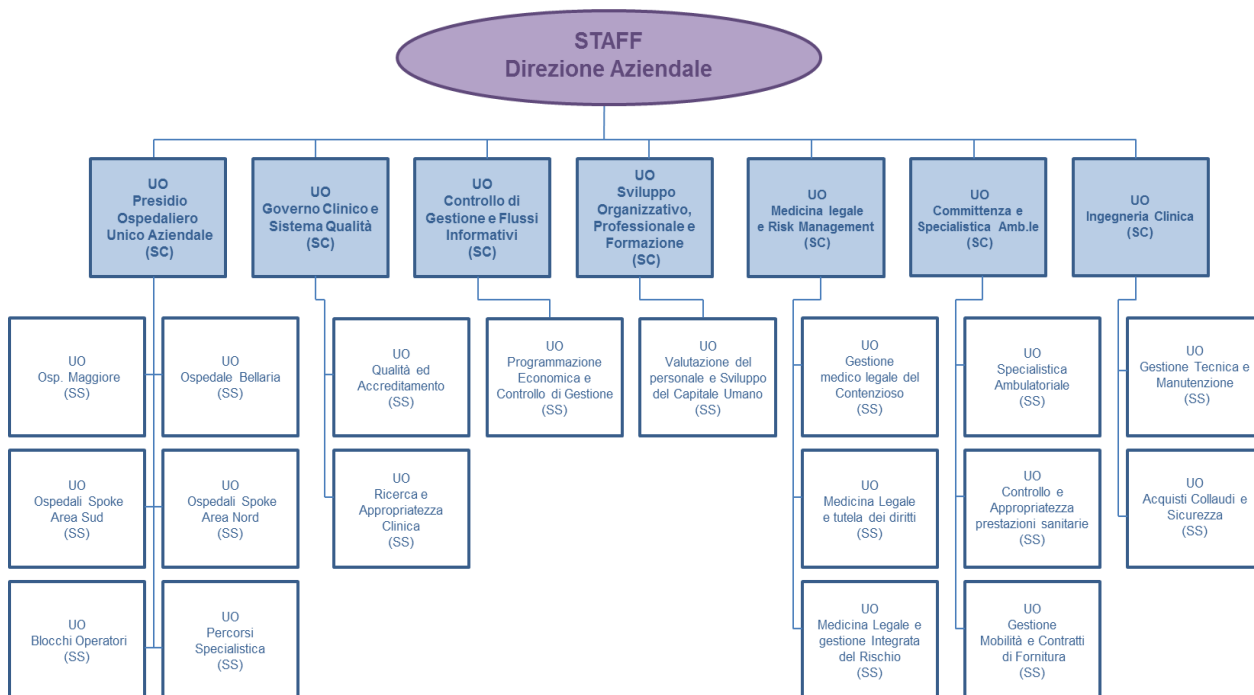 STAFF
Direzione Aziendale
UO
Presidio
Ospedaliero
Unico Aziendale
(SC)
UO
Governo Clinico e
Sistema Qualità
(SC)
UO
Controllo di
Gestione e Flussi
Informativi
(SC)
UO
Sviluppo
Organizzativo,
Professionale e
Formazione
(SC)
UO
Medicina legale
e Risk Management
(SC)
UO
Committenza e
Specialistica Amb.le
(SC)
UO
Ingegneria Clinica
(SC)
UO
Osp. Maggiore
(SS)
UO
Ospedale Bellaria
(SS)
UO
Qualità ed
Accreditamento
(SS)
UO
Programmazione
Economica e
Controllo di Gestione
(SS)
UO
Valutazione del
personale e Sviluppo
del Capitale Umano
(SS)
UO
Gestione
medico legale del
Contenzioso
(SS)
UO
Specialistica
Ambulatoriale
(SS)
UO
Gestione Tecnica e
Manutenzione
(SS)
UO
Ospedali Spoke
Area Sud
(SS)
UO
Ospedali Spoke
Area Nord
(SS)
UO
Ricerca e
Appropriatezza
Clinica
(SS)
UO
Medicina Legale
e tutela dei diritti
(SS)
UO
Controllo e
Appropriatezza
prestazioni sanitarie
(SS)
UO
Acquisti Collaudi e
Sicurezza
(SS)
UO
Blocchi Operatori
(SS)
UO
Percorsi
Specialistica
(SS)
UO
Medicina Legale e
gestione Integrata
del Rischio
(SS)
UO
Gestione
Mobilità e Contratti
di Fornitura
(SS)